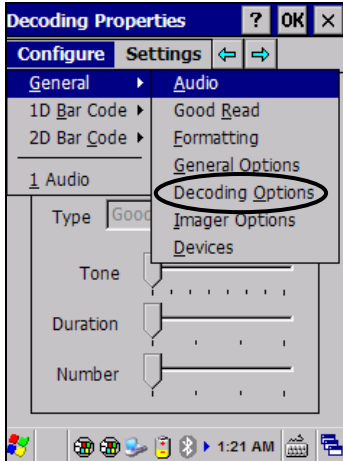 Decoding Properties ? OK ×
Configure Settings
General Audio
1D Bar Code Good Read
2D Bar Code Formatting
General Options
1 Audio Decoding Options
Type Good Imager Options
Devices
Tone
Duration
Number
1:21 AM